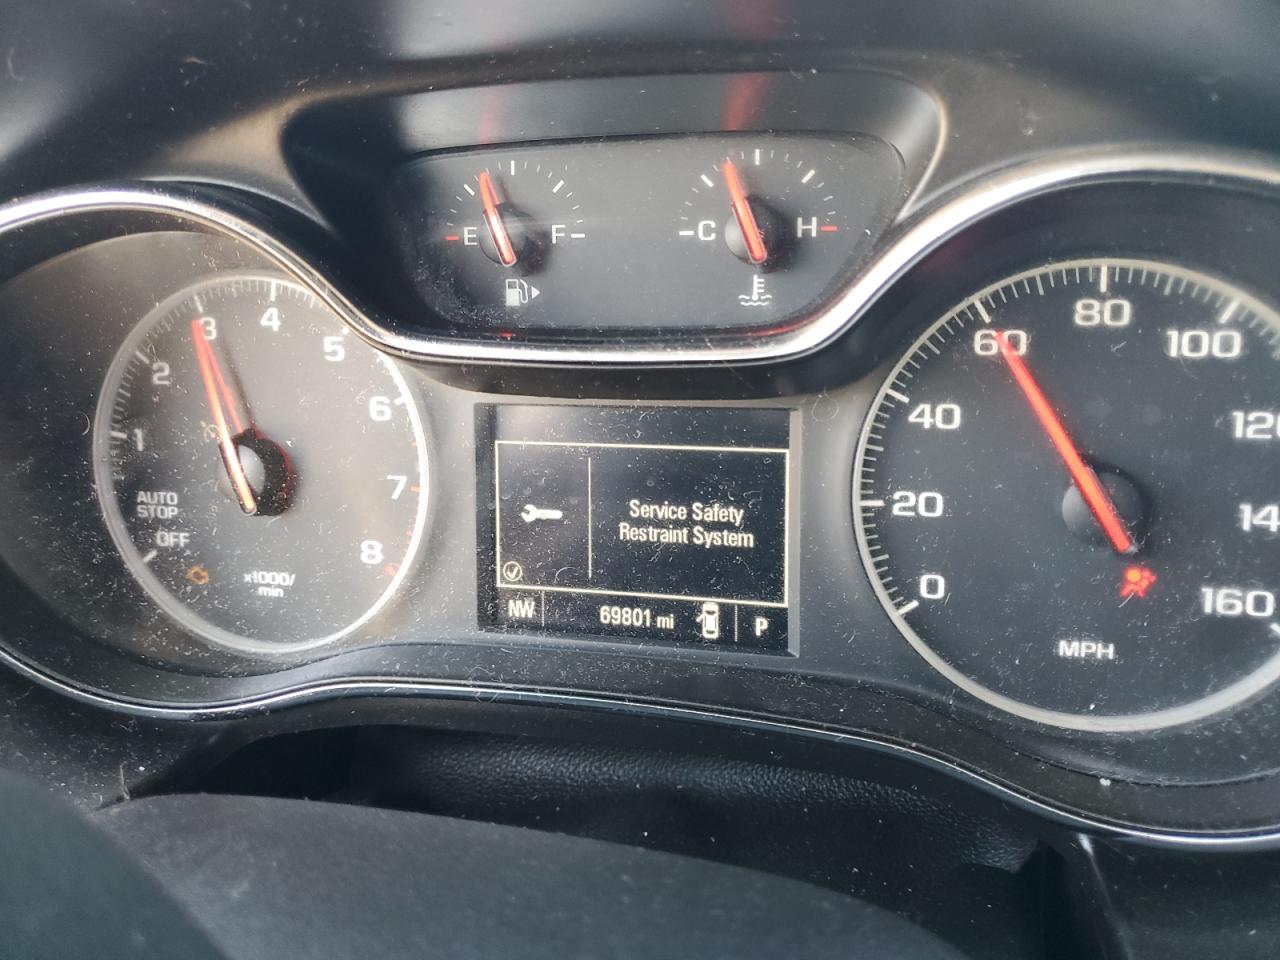 E F
C H
1 2 3 4 5 6 7 8
AUTO
STOP
OFF
x1000/
min
Service Safety
Restraint System
NW 69801 mi P
0 20 40 60 80 100
160
MPH